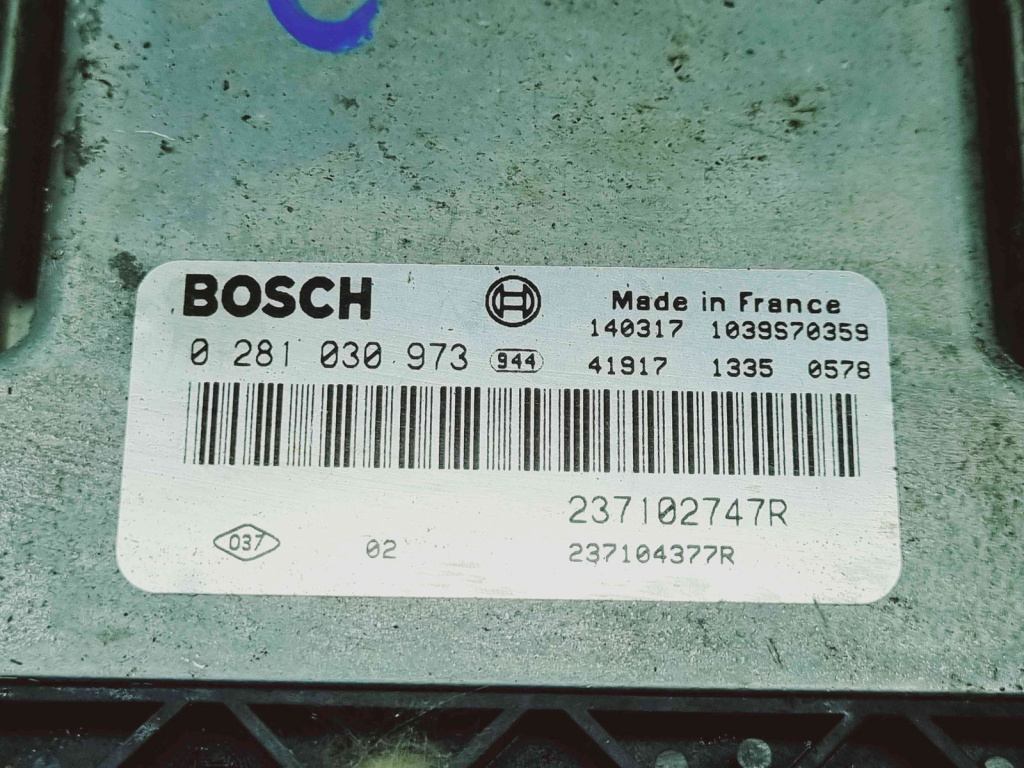 BOSCH
Made in France
140317 1039S70359
0 281 030 973 944
41917 1335 0578
237102747R
037 02
237104377R